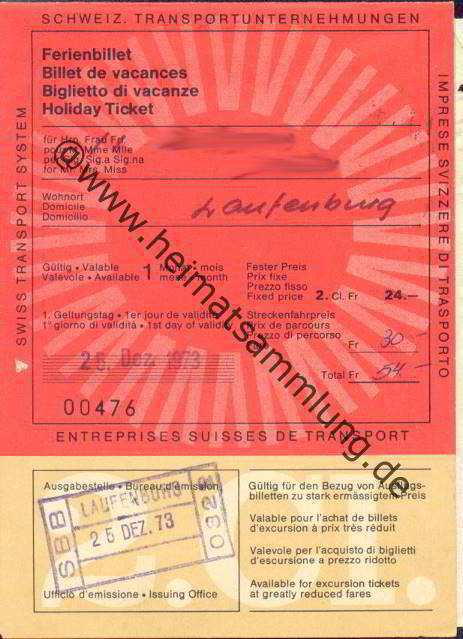 SCHWEIZ. TRANSPORTUNTERNEHMUNGEN
Ferienbillet
Billet de vacances
Biglietto di vacanze
Holiday Ticket
für Hrn. Frau Frl.
pour M. Mme Mlle
per Sig. Sig.a Sig.na
for Mr. Mrs. Miss
Wohnort
Domicile
Domicilio
Laufenburg
Gültig • Valable
Valevole • Available
1
Monat • mois
mese • month
Fester Preis
Prix fixe
Prezzo fisso
Fixed price 2. Cl. Fr 24.—
1. Geltungstag • 1er jour de validité
1º giorno di validità • 1st day of validity
26. Dez. 1973
Streckenfahrpreis
Prix de parcours
Prezzo di percorso
Fr 30.—
Total Fr 54.—
00476
ENTREPRISES SUISSES DE TRANSPORT
SWISS TRANSPORT SYSTEM
IMPRESE SVIZZERE DI TRASPORTO
Ausgabestelle • Bureau d'émission
SBB
LAUFENBURG
25 DEZ. 73
Ufficio d'emissione • Issuing Office
Gültig für den Bezug von Ausflugs-
billetten zu stark ermässigtem Preis
Valable pour l'achat de billets
d'excursion à prix très réduit
Valevole per l'acquisto di biglietti
d'escursione a prezzo ridotto
Available for excursion tickets
at greatly reduced fares
2.Cl.
@www.heimatsammlung.de